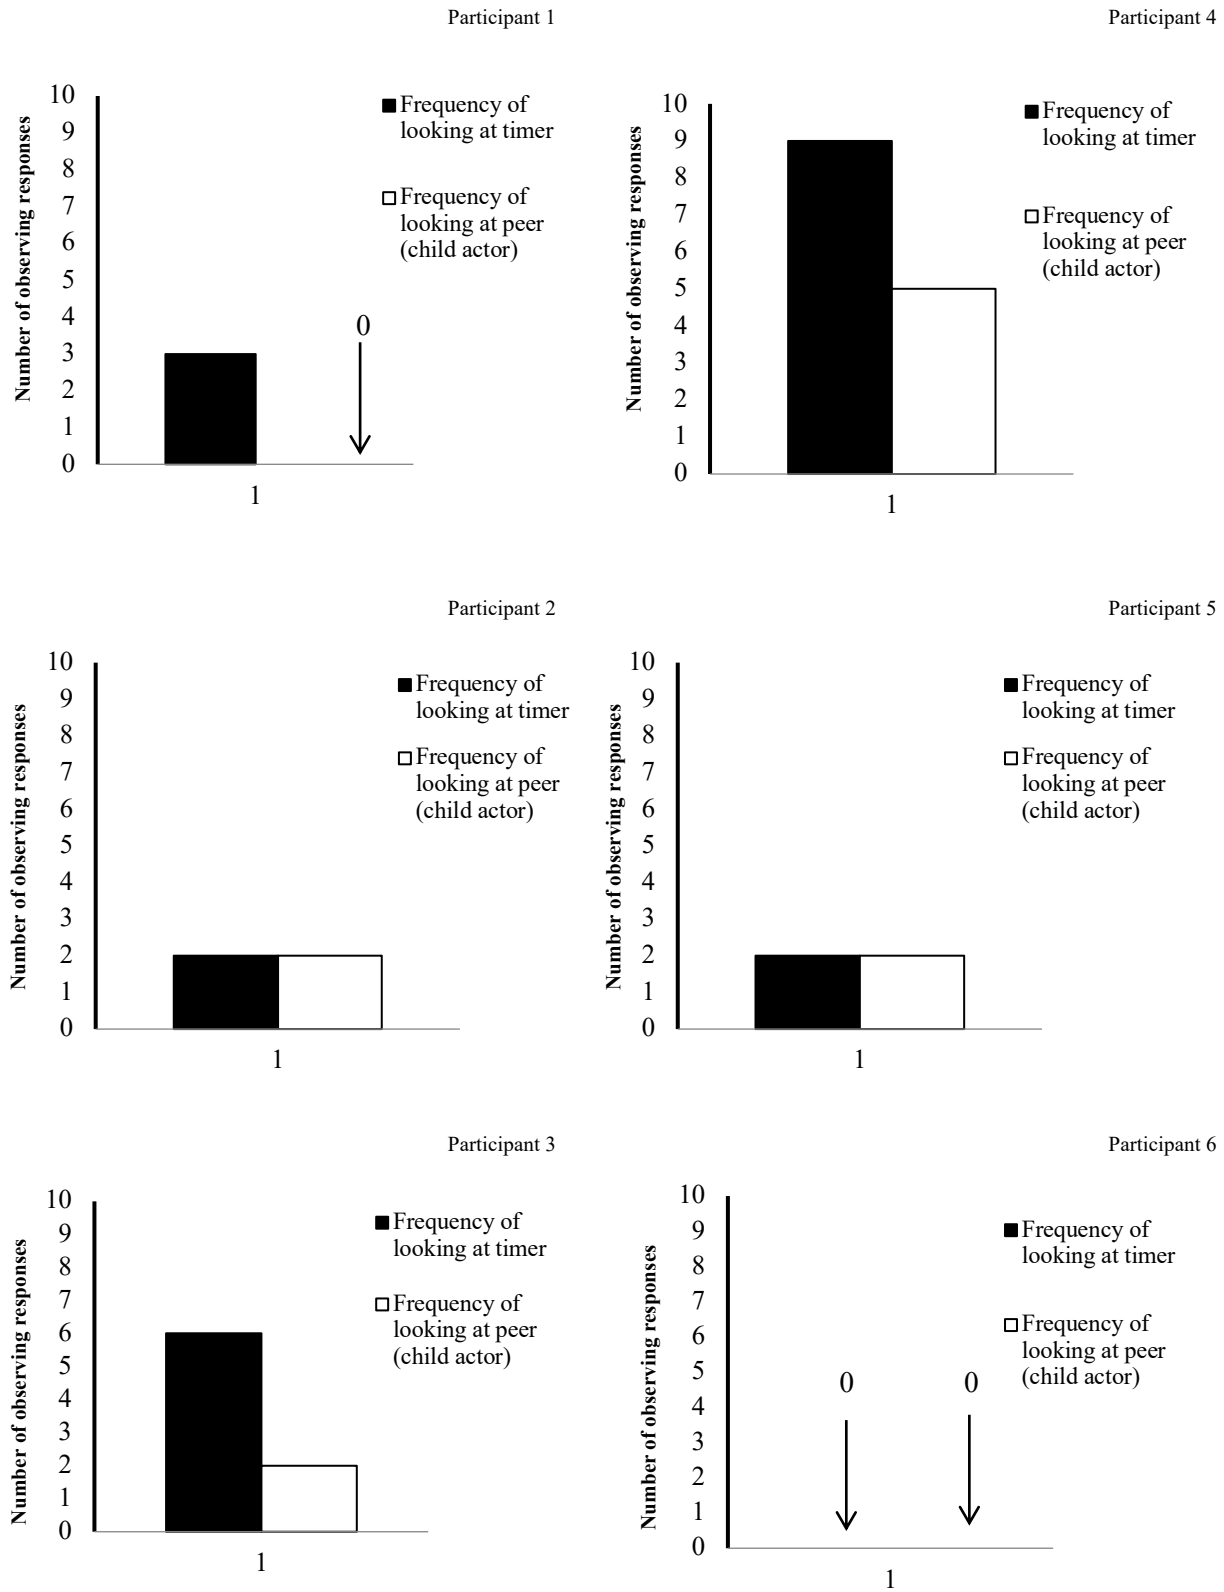 Participant 1
Number of observing responses
10
9
8
7
6
5
4
3
2
1
0
Frequency of
looking at timer
Frequency of
looking at peer
(child actor)
0
1
Participant 4
Number of observing responses
10
9
8
7
6
5
4
3
2
1
0
Frequency of
looking at timer
Frequency of
looking at peer
(child actor)
1
Participant 2
Number of observing responses
10
9
8
7
6
5
4
3
2
1
0
Frequency of
looking at timer
Frequency of
looking at peer
(child actor)
1
Participant 5
Number of observing responses
10
9
8
7
6
5
4
3
2
1
0
Frequency of
looking at timer
Frequency of
looking at peer
(child actor)
1
Participant 3
Number of observing responses
10
9
8
7
6
5
4
3
2
1
0
Frequency of
looking at timer
Frequency of
looking at peer
(child actor)
1
Participant 6
Number of observing responses
10
9
8
7
6
5
4
3
2
1
0
Frequency of
looking at timer
Frequency of
looking at peer
(child actor)
0 0
1